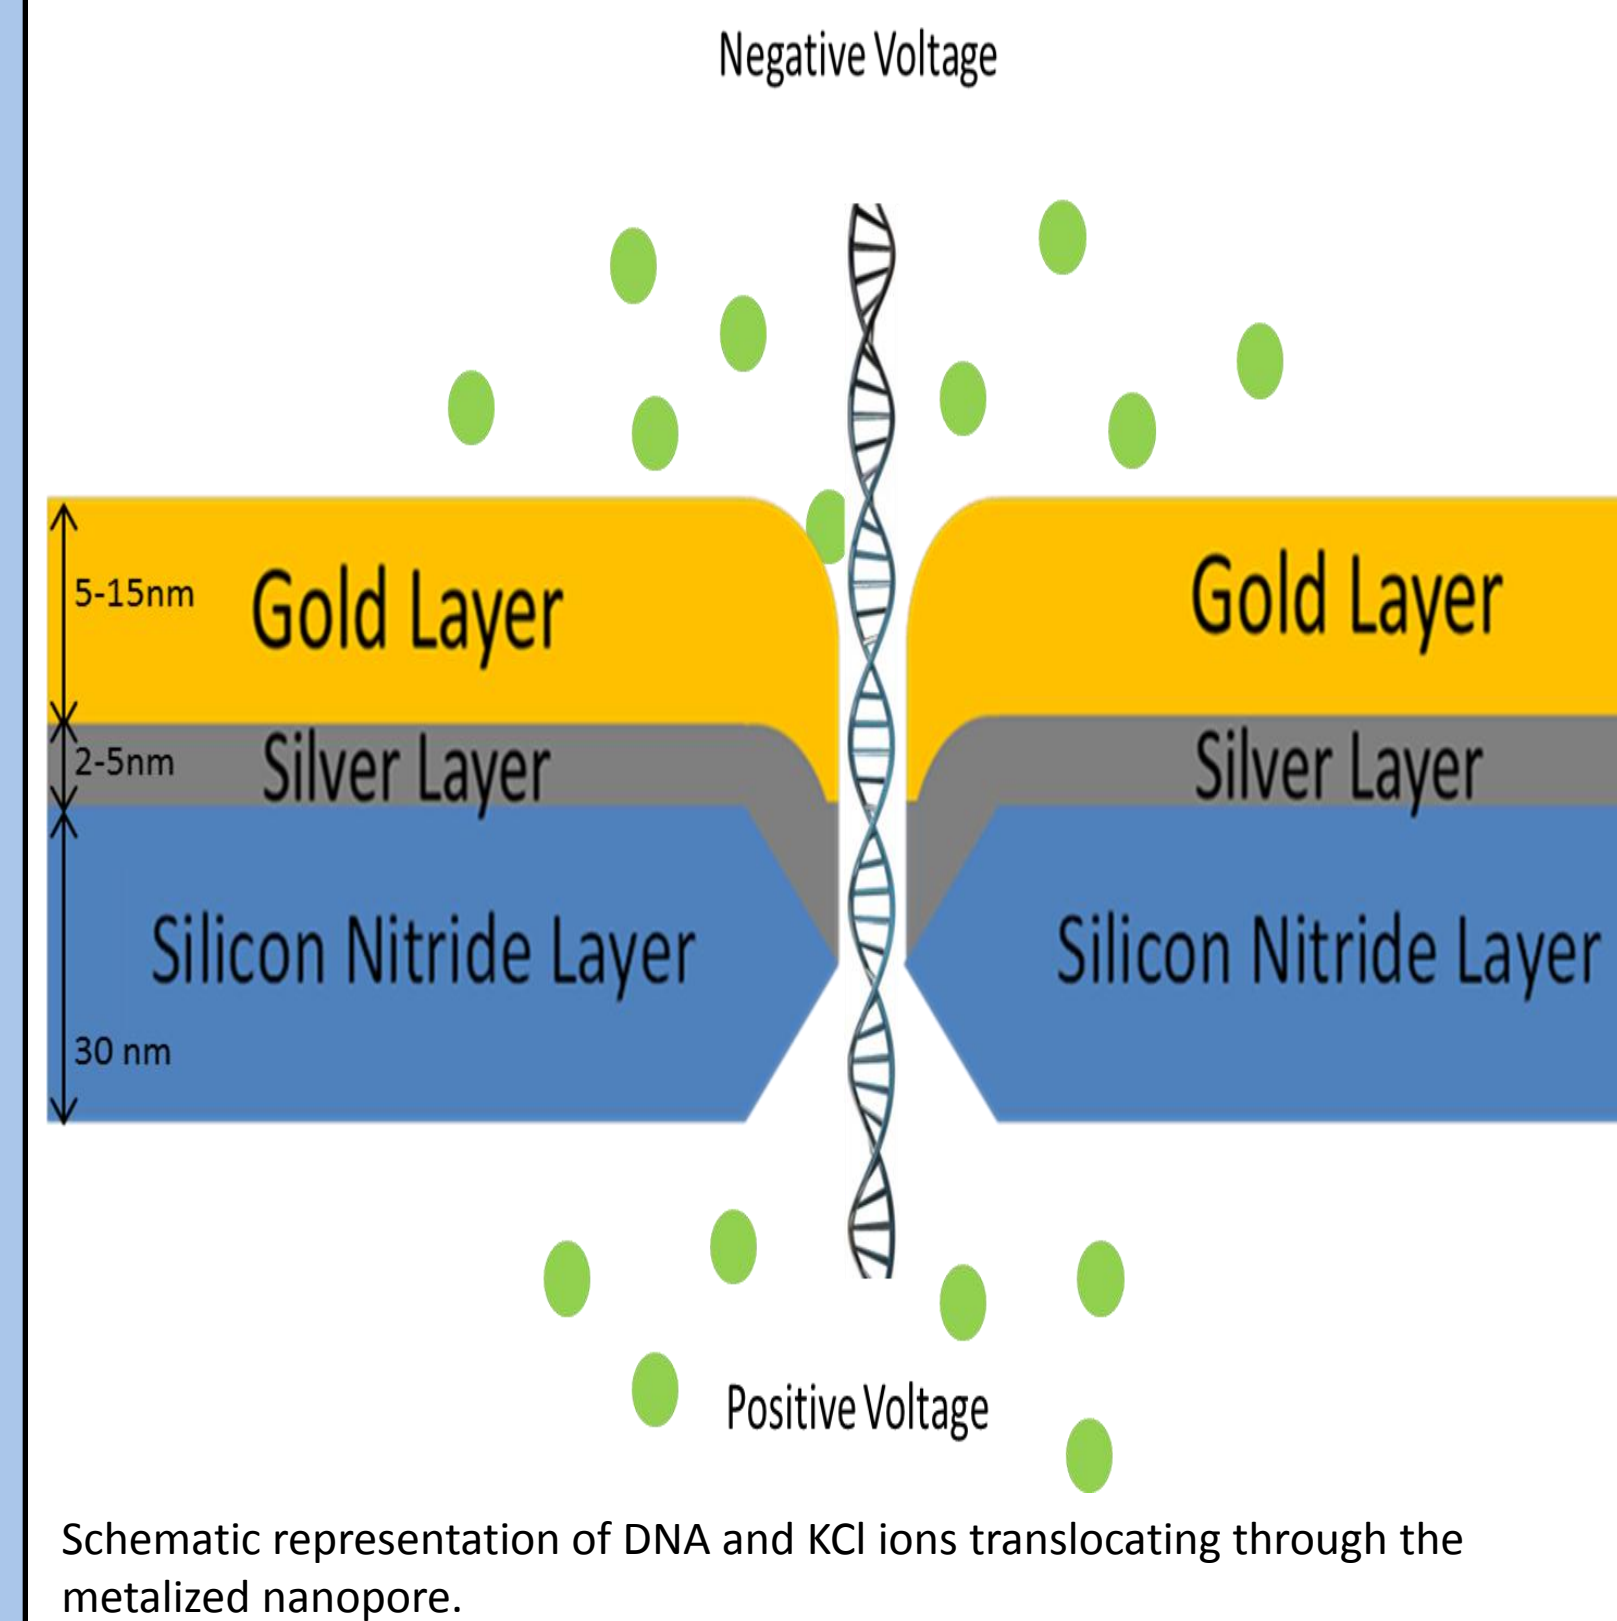 Negative Voltage
5-15nm
Gold Layer
Gold Layer
2-5nm
Silver Layer
Silver Layer
Silicon Nitride Layer
Silicon Nitride Layer
30 nm
Positive Voltage
Schematic representation of DNA and KCl ions translocating through the
metalized nanopore.